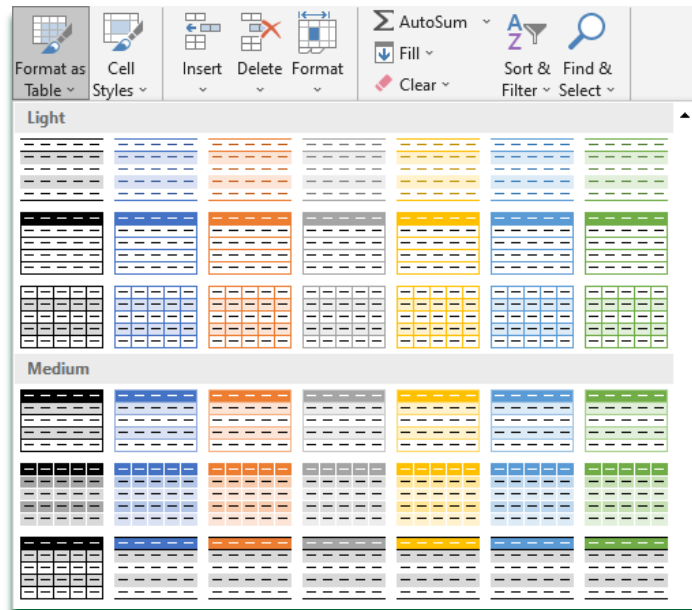 Format as Table
Cell Styles
Insert
Delete
Format
AutoSum
Fill
Clear
Sort & Filter
Find & Select
Light
Medium